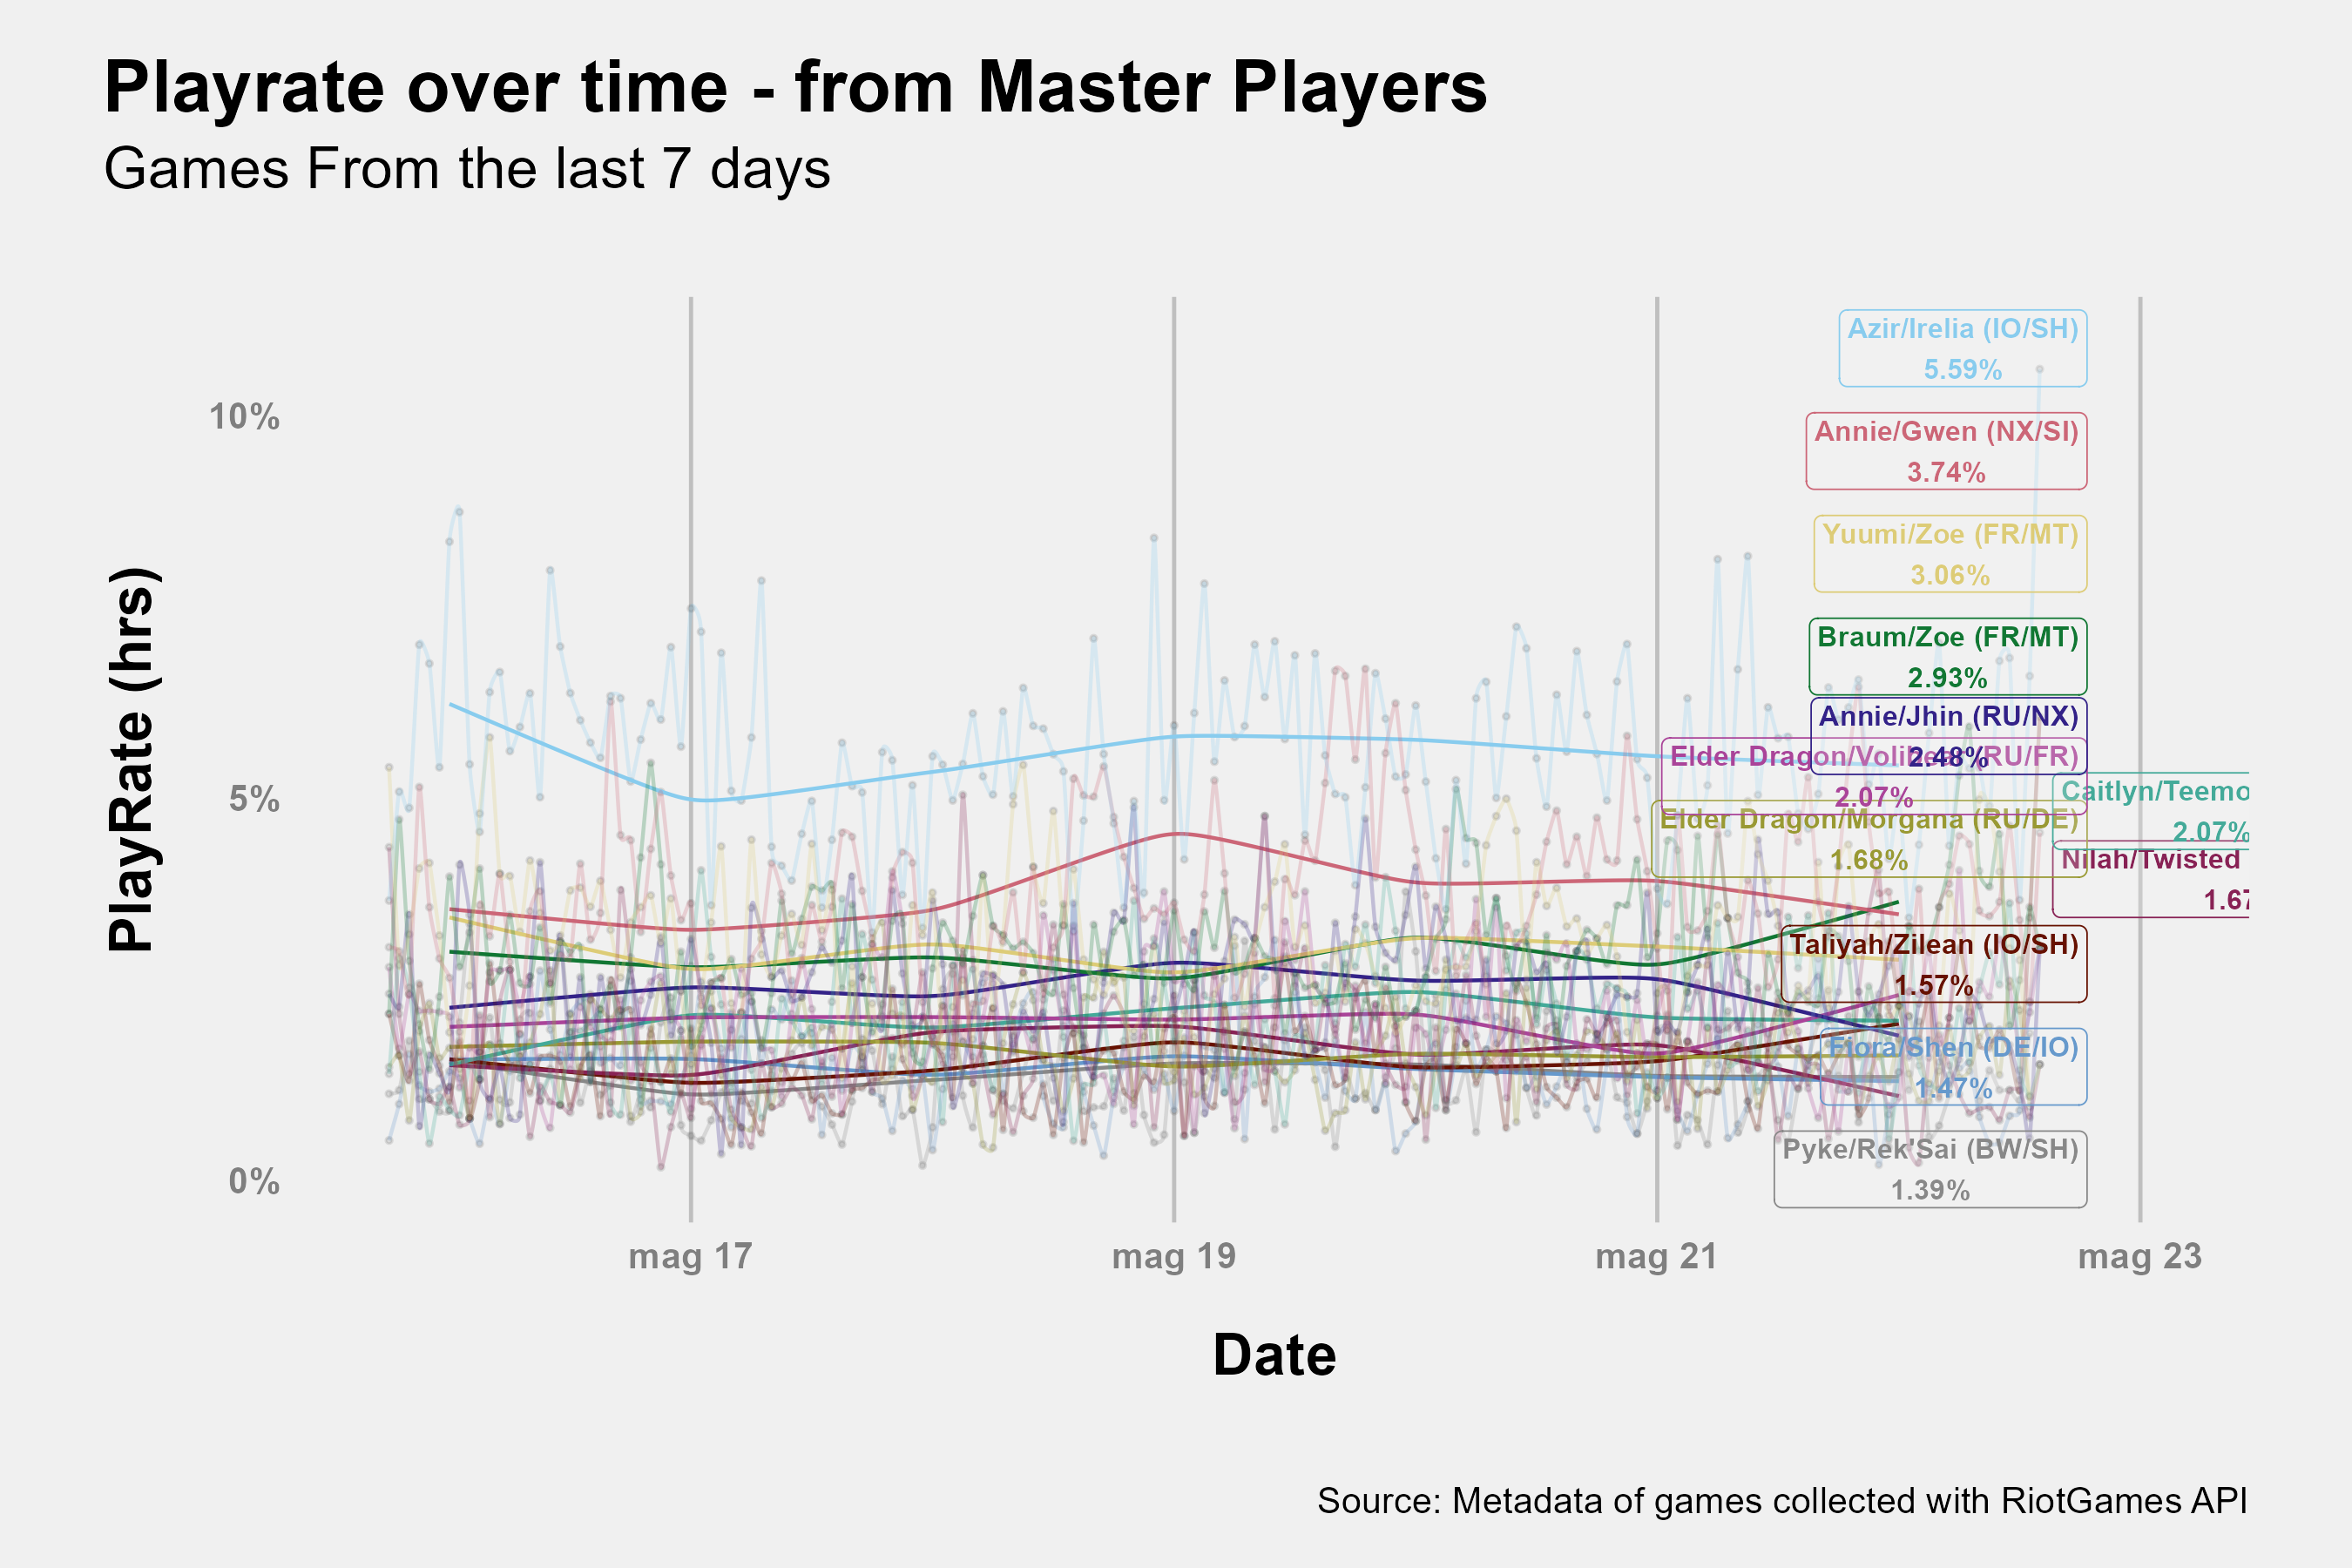 Playrate over time - from Master Players
Games From the last 7 days
PlayRate (hrs)
10%
5%
0%
Azir/Irelia (IO/SH)
5.59%
Annie/Gwen (NX/SI)
3.74%
Yuumi/Zoe (FR/MT)
3.06%
Braum/Zoe (FR/MT)
2.93%
Annie/Jhin (RU/NX)
2.48%
Elder Dragon/Volibear (RU/FR)
2.07%
Caitlyn/Teemo
2.07%
Elder Dragon/Morgana (RU/DE)
1.68%
Nilah/Twisted
1.67
Taliyah/Zilean (IO/SH)
1.57%
Fiora/Shen (DE/IO)
1.47%
Pyke/Rek'Sai (BW/SH)
1.39%
mag 17
mag 19
mag 21
mag 23
Date
Source: Metadata of games collected with RiotGames API